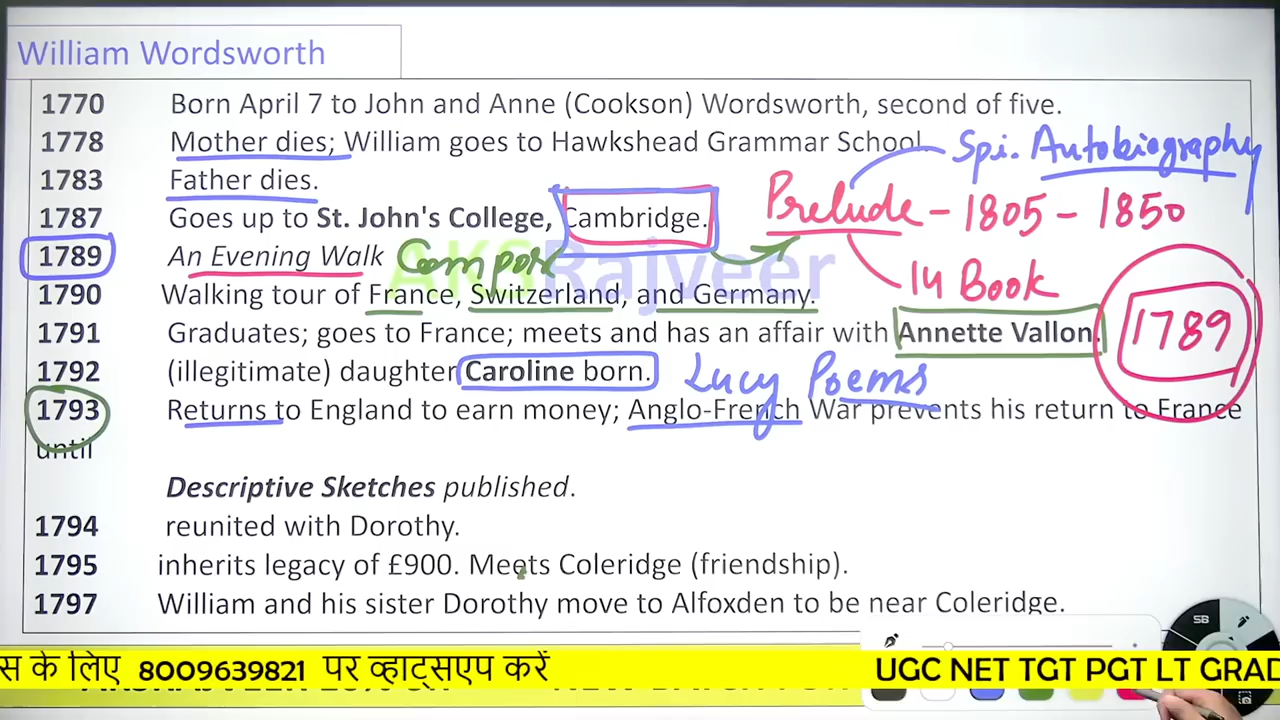 William Wordsworth
1770 Born April 7 to John and Anne (Cookson) Wordsworth, second of five.
1778 Mother dies; William goes to Hawkshead Grammar School.
Spi. Autobiography
1783 Father dies.
1787 Goes up to St. John's College, Cambridge.
Prelude - 1805 - 1850
1789 An Evening Walk
Compose
AKSRajveer
14 Book
1790 Walking tour of France, Switzerland, and Germany.
1791 Graduates; goes to France; meets and has an affair with Annette Vallon.
1789
1792 (illegitimate) daughter Caroline born.
Lucy Poems
1793 Returns to England to earn money; Anglo-French War prevents his return to France
until
Descriptive Sketches published.
1794 reunited with Dorothy.
1795 inherits legacy of £900. Meets Coleridge (friendship).
1797 William and his sister Dorothy move to Alfoxden to be near Coleridge.
SB
स के लिए 8009639821 पर व्हाट्सएप करें UGC NET TGT PGT LT GRAD